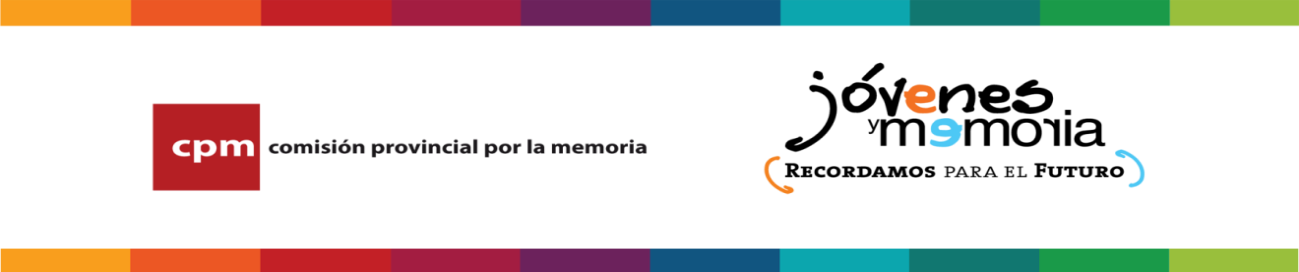 cpm comisión provincial por la memoria
jóvenes
y memoria
RECORDAMOS PARA EL FUTURO